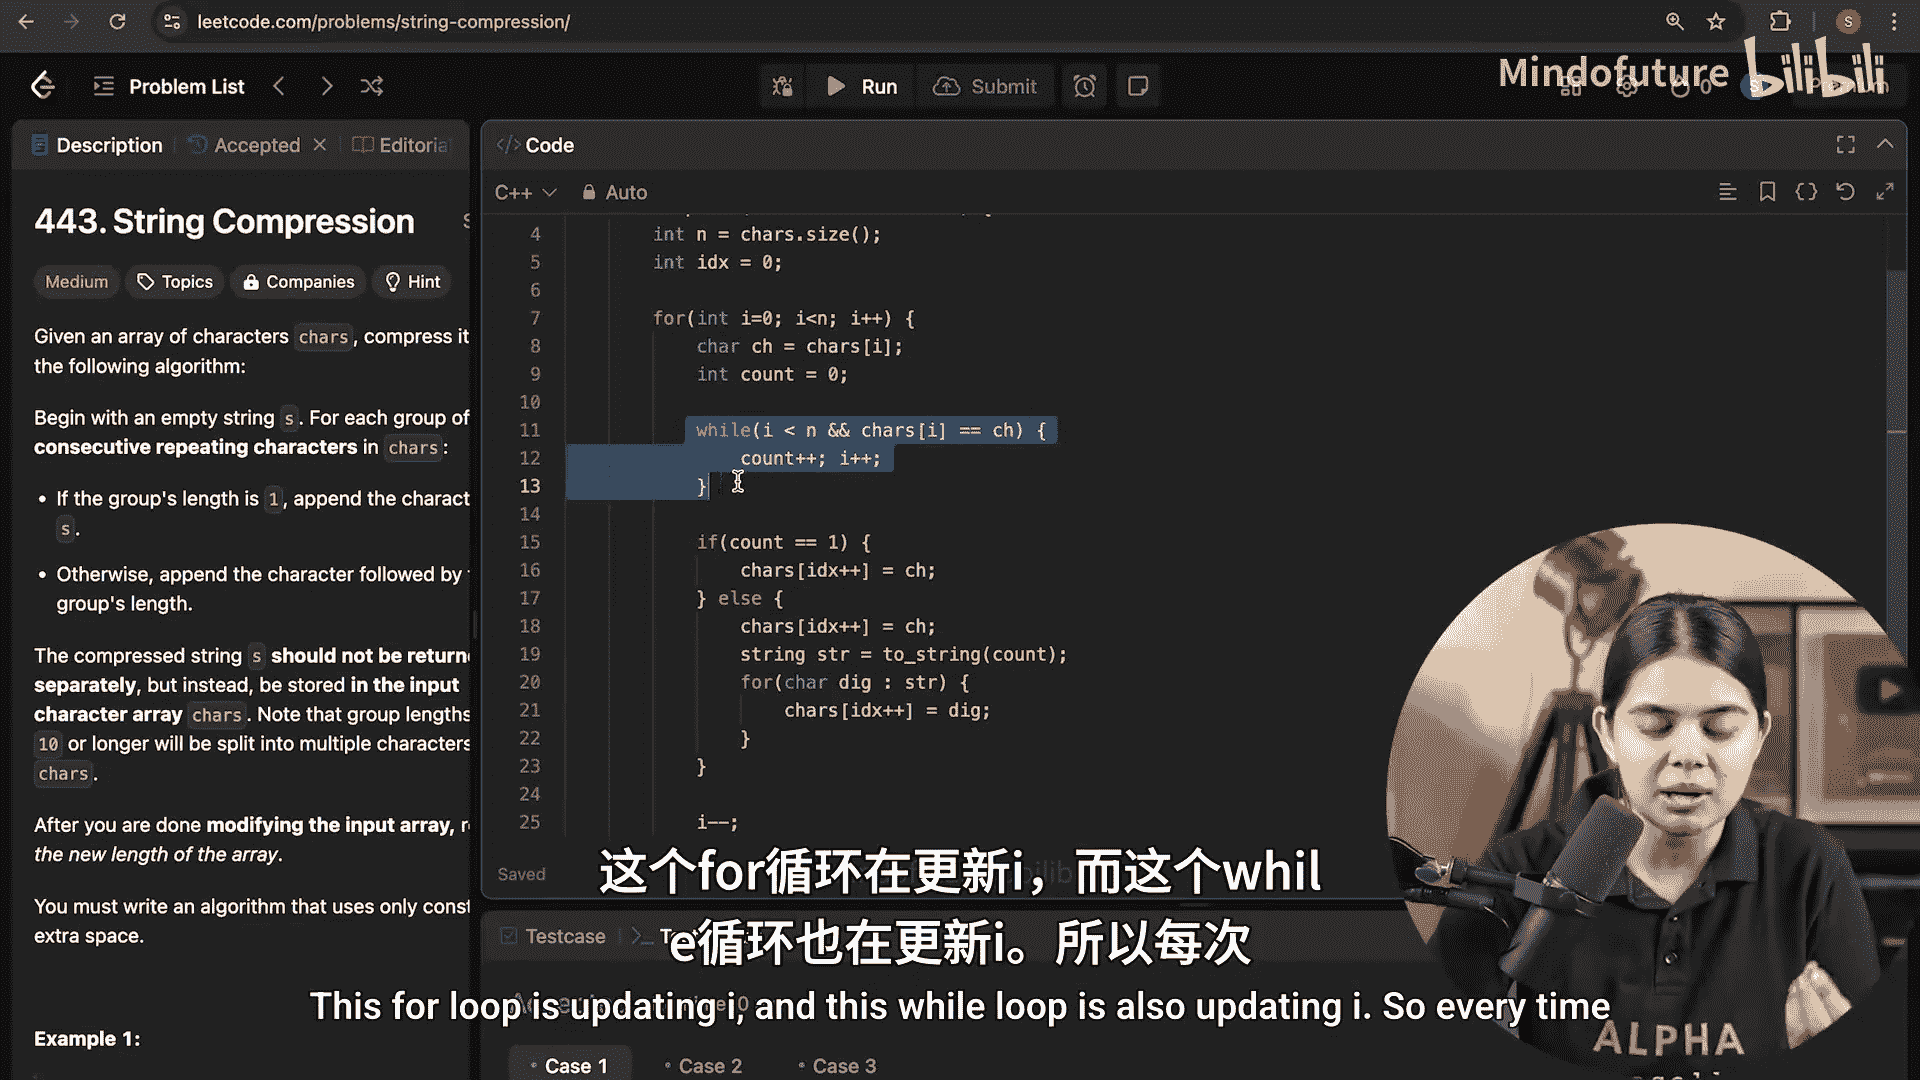 leetcode.com/problems/string-compression/
S
Mindofuture bilibili
Problem List
Run
Submit
0
Description
Accepted
Editoria
Code
443. String Compression
C++
Auto
Medium
Topics
Companies
Hint
Given an array of characters chars, compress it
the following algorithm:
Begin with an empty string s. For each group of
consecutive repeating characters in chars:
• If the group's length is 1, append the charact
s.
• Otherwise, append the character followed by
group's length.
The compressed string s should not be return
separately, but instead, be stored in the input
character array chars. Note that group lengths
10 or longer will be split into multiple characters
chars.
After you are done modifying the input array, r
the new length of the array.
You must write an algorithm that uses only const
extra space.
Example 1:
4 int n = chars.size();
5 int idx = 0;
6
7 for(int i=0; i<n; i++) {
8 char ch = chars[i];
9 int count = 0;
10
11 while(i < n && chars[i] == ch) {
12 count++; i++;
13 }
14
15 if(count == 1) {
16 chars[idx++] = ch;
17 } else {
18 chars[idx++] = ch;
19 string str = to_string(count);
20 for(char dig : str) {
21 chars[idx++] = dig;
22 }
23 }
24
25 i--;
Saved
Testcase
Case 1
Case 2
Case 3
这个for循环在更新i，而这个whil
e循环也在更新i。所以每次
This for loop is updating i, and this while loop is also updating i. So every time
ALPHA